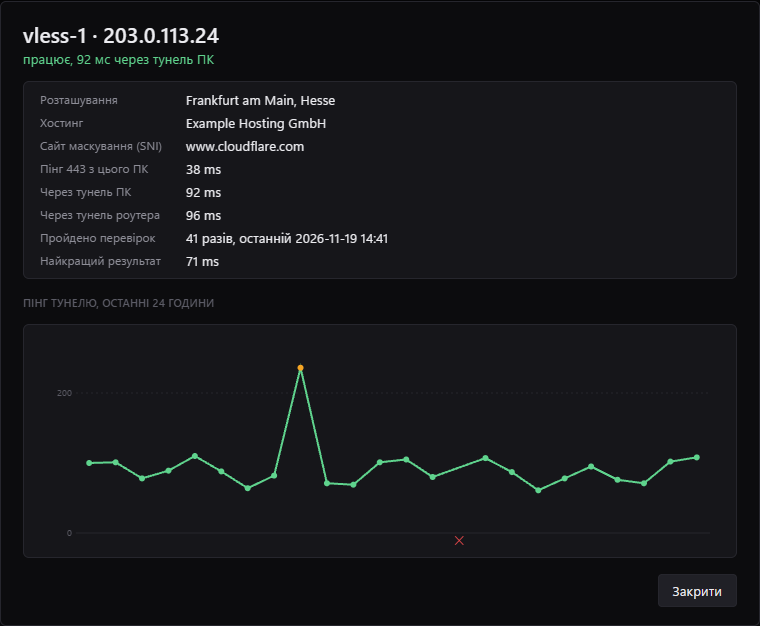 vless-1 · 203.0.113.24
працює, 92 мс через тунель ПК
Розташування Frankfurt am Main, Hesse
Хостинг Example Hosting GmbH
Сайт маскування (SNI) www.cloudflare.com
Пінг 443 з цього ПК 38 ms
Через тунель ПК 92 ms
Через тунель роутера 96 ms
Пройдено перевірок 41 разів, останній 2026-11-19 14:41
Найкращий результат 71 ms
ПІНГ ТУНЕЛЮ, ОСТАННІ 24 ГОДИНИ
200
0
Закрити